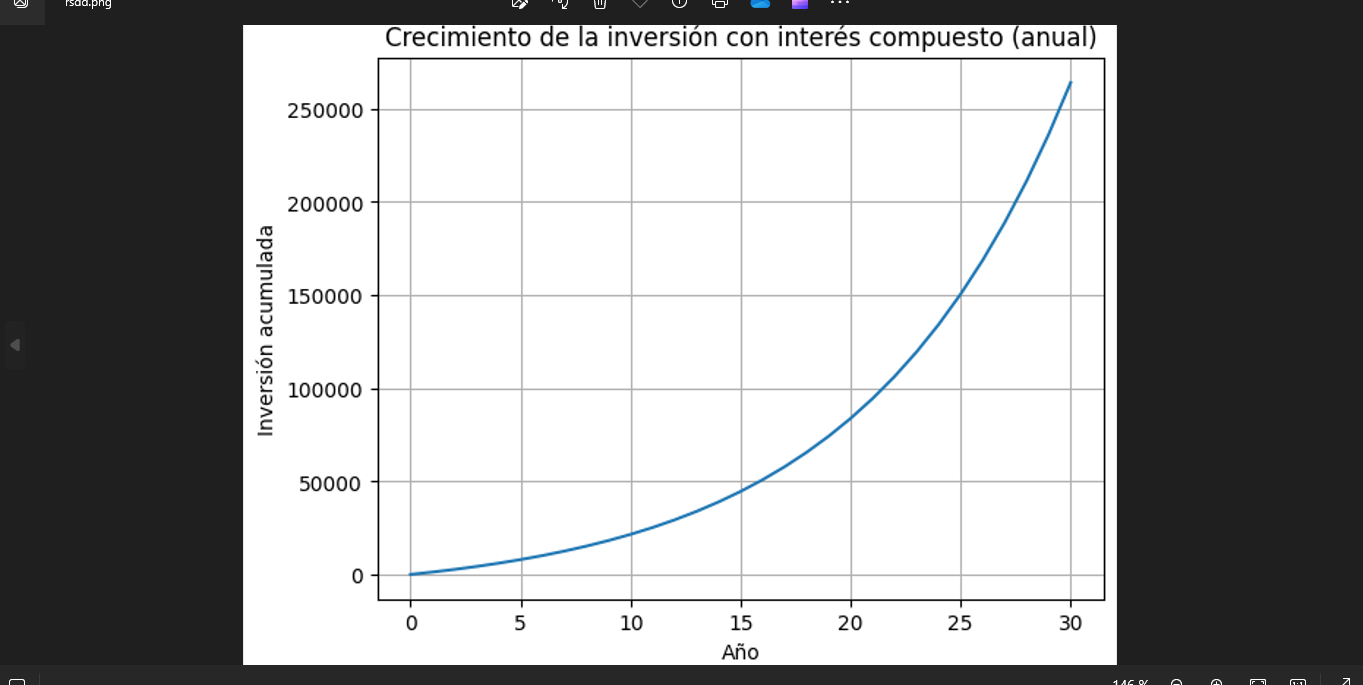 rsda.png
Crecimiento de la inversión con interés compuesto (anual)
250000
200000
150000
100000
50000
0
Inversión acumulada
0 5 10 15 20 25 30
Año
146 %